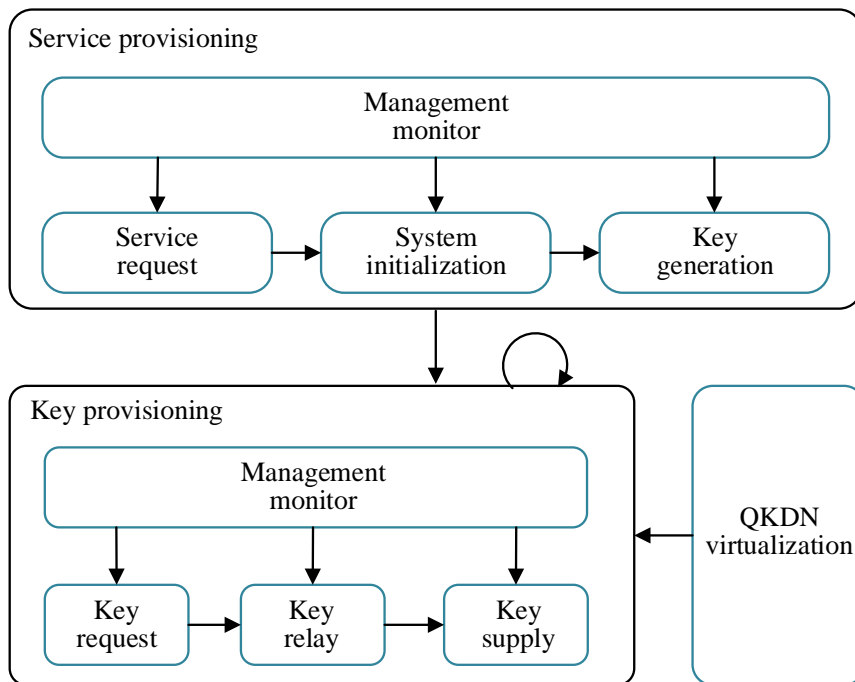 Service provisioning
Management
monitor
Service
request
System
initialization
Key
generation
Key provisioning
Management
monitor
Key
request
Key
relay
Key
supply
QKDN
virtualization